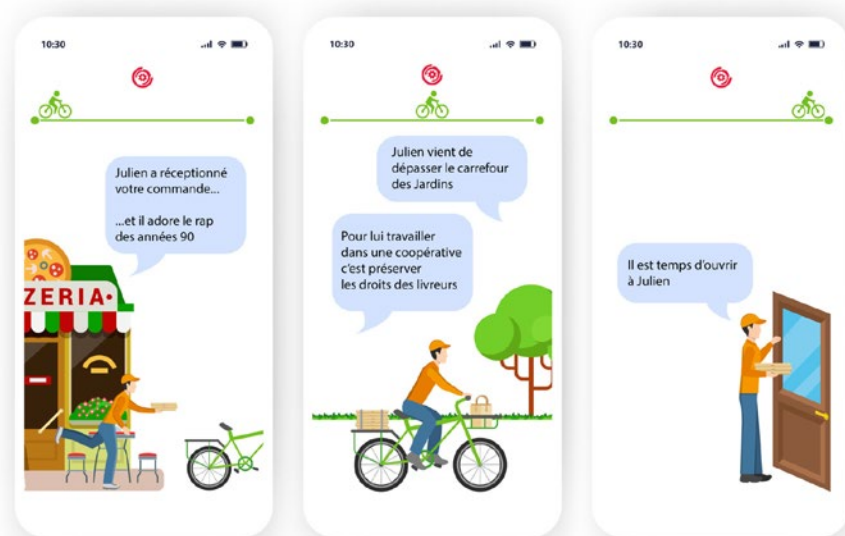 10:30
Julien a réceptionné
votre commande...
...et il adore le rap
des années 90
ZERIA•
10:30
Julien vient de
dépasser le carrefour
des Jardins
Pour lui travailler
dans une coopérative
c'est préserver
les droits des livreurs
10:30
Il est temps d'ouvrir
à Julien